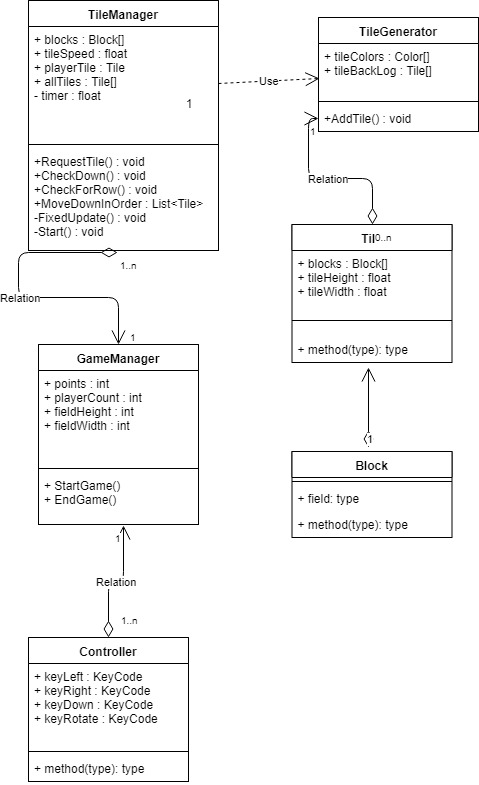 TileManager
+ blocks : Block[]
+ tileSpeed : float
+ playerTile : Tile
+ allTiles : Tile[]
- timer : float
1
+RequestTile() : void
+CheckDown() : void
+CheckForRow() : void
+MoveDownInOrder : List<Tile>
-FixedUpdate() : void
-Start() : void
Use
TileGenerator
+ tileColors : Color[]
+ tileBackLog : Tile[]
+AddTile() : void
1
Relation
0..n
1..n
Relation
1
GameManager
+ points : int
+ playerCount : int
+ fieldHeight : int
+ fieldWidth : int
+ StartGame()
+ EndGame()
1
Relation
1..n
Controller
+ keyLeft : KeyCode
+ keyRight : KeyCode
+ keyDown : KeyCode
+ keyRotate : KeyCode
+ method(type): type
Til
+ blocks : Block[]
+ tileHeight : float
+ tileWidth : float
+ method(type): type
1
Block
+ field: type
+ method(type): type